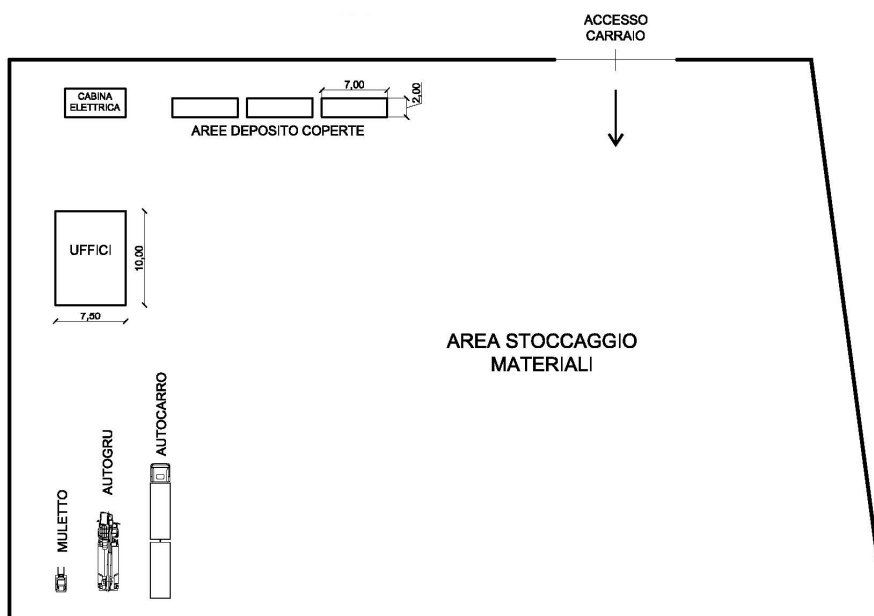 ACCESSO
CARRAIO
CABINA
ELETTRICA
7,00
2,00
AREE DEPOSITO COPERTE
UFFICI
10,00
7,50
AREA STOCCAGGIO
MATERIALI
MULETTO
AUTOGRU
AUTOCARRO